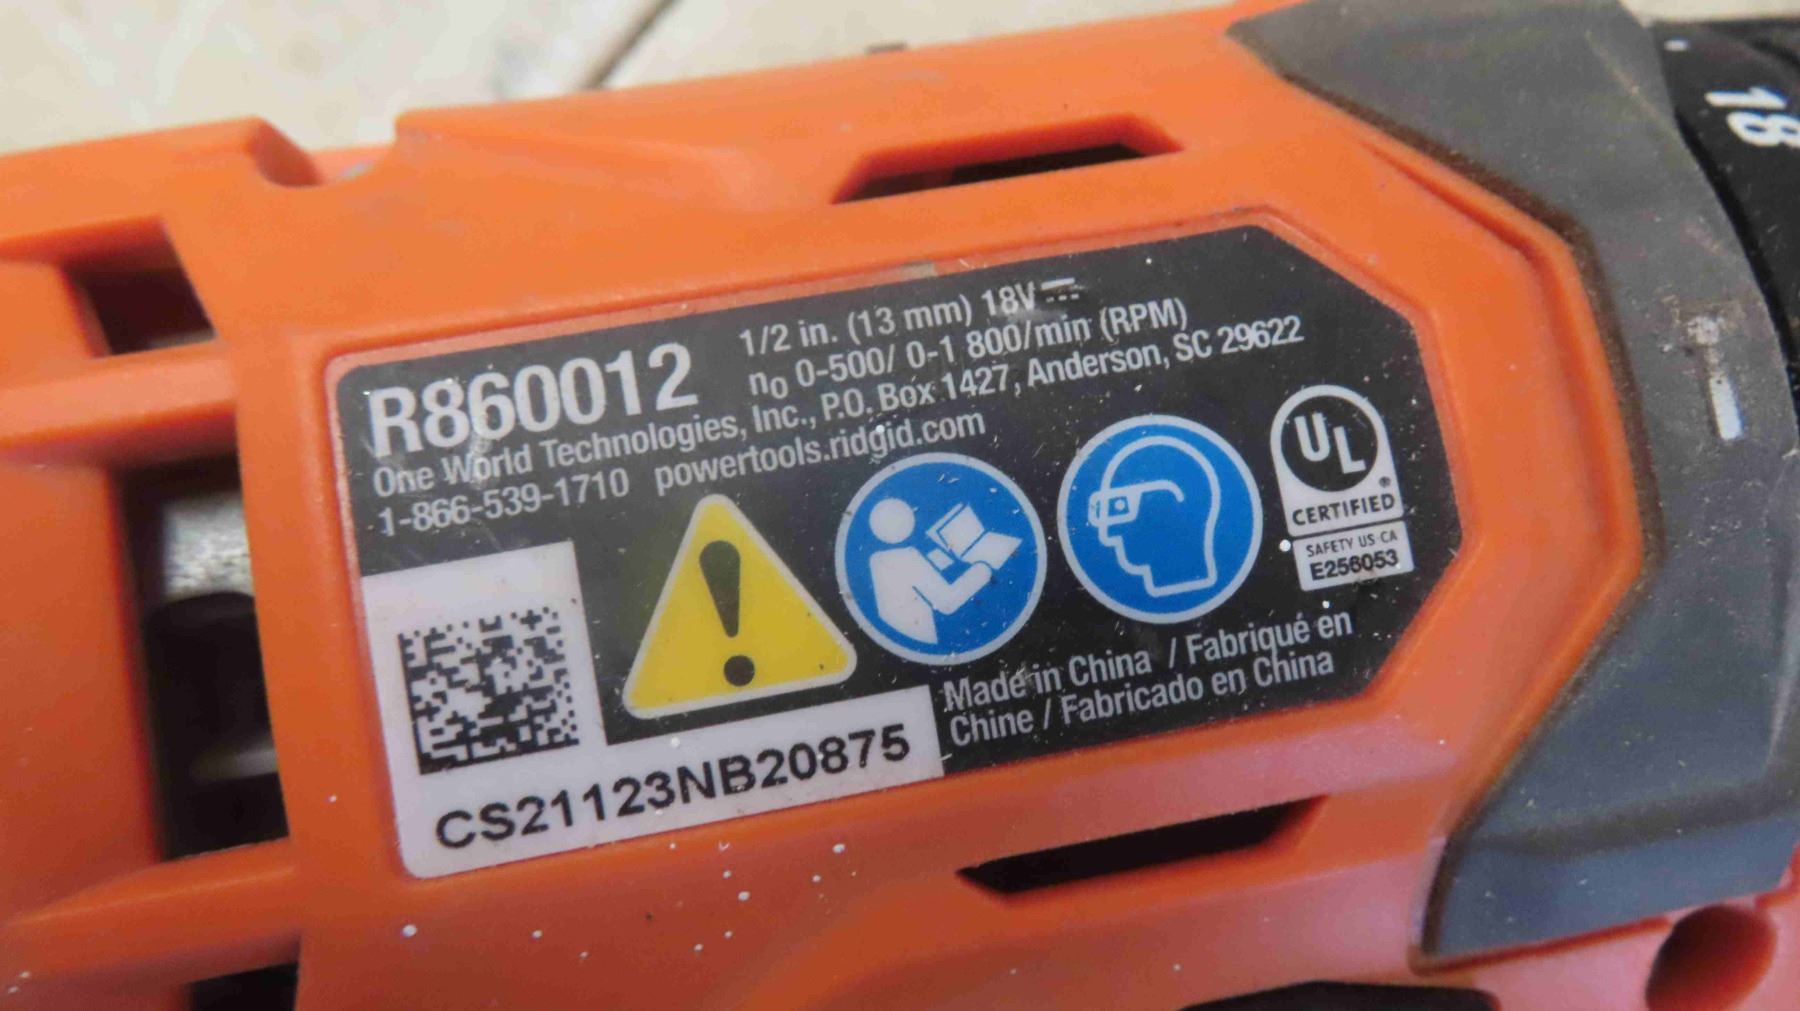 18
R860012
1/2 in. (13 mm) 18V
n₀ 0-500/ 0-1 800/min (RPM)
One World Technologies, Inc., P.O. Box 1427, Anderson, SC 29622
1-866-539-1710 powertools.ridgid.com
UL
CERTIFIED®
SAFETY US CA
E256053
Made in China / Fabriqué en
Chine / Fabricado en China
CS21123NB20875